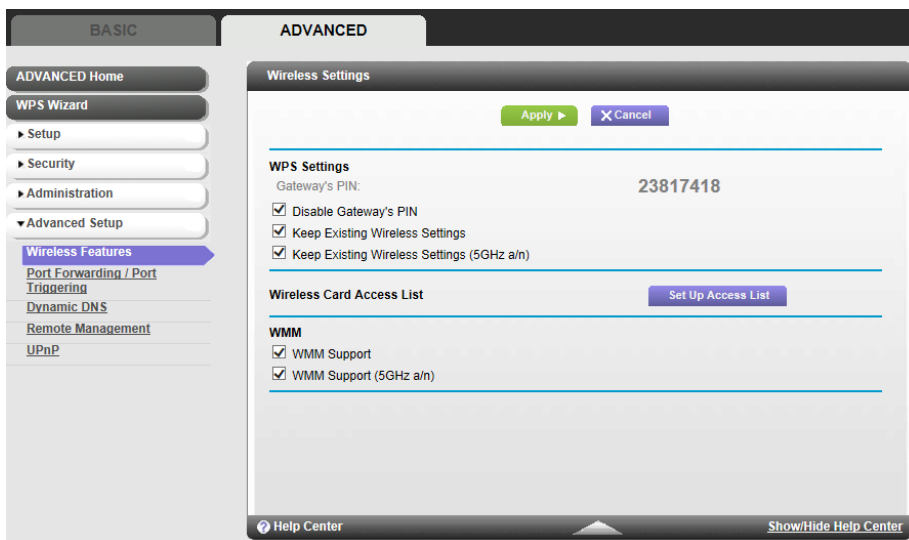 BASIC
ADVANCED
ADVANCED Home
WPS Wizard
Setup
Security
Administration
Advanced Setup
Wireless Features
Port Forwarding / Port
Triggering
Dynamic DNS
Remote Management
UPnP
Wireless Settings
Apply
Cancel
WPS Settings
Gateway's PIN: 23817418
Disable Gateway's PIN
Keep Existing Wireless Settings
Keep Existing Wireless Settings (5GHz a/n)
Wireless Card Access List Set Up Access List
WMM
WMM Support
WMM Support (5GHz a/n)
Help Center Show/Hide Help Center